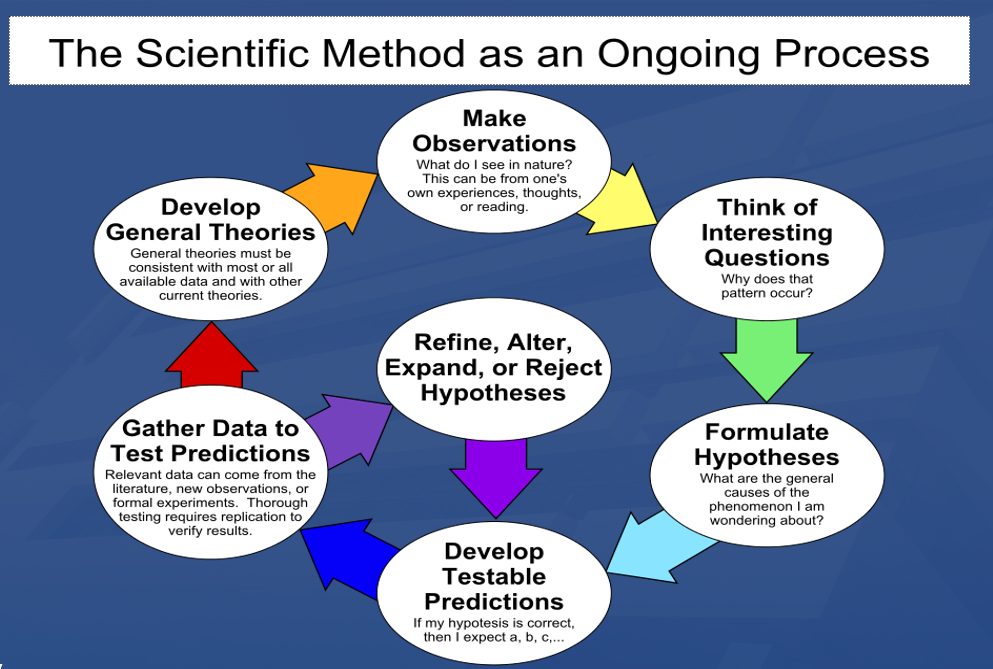 The Scientific Method as an Ongoing Process
Make
Observations
What do I see in nature?
This can be from one's
own experiences, thoughts,
or reading.
Think of
Interesting
Questions
Why does that
pattern occur?
Formulate
Hypotheses
What are the general
causes of the
phenomenon I am
wondering about?
Develop
Testable
Predictions
If my hypotesis is correct,
then I expect a, b, c,...
Gather Data to
Test Predictions
Relevant data can come from the
literature, new observations, or
formal experiments.  Thorough
testing requires replication to
verify results.
Refine, Alter,
Expand, or Reject
Hypotheses
Develop
General Theories
General theories must be
consistent with most or all
available data and with other
current theories.